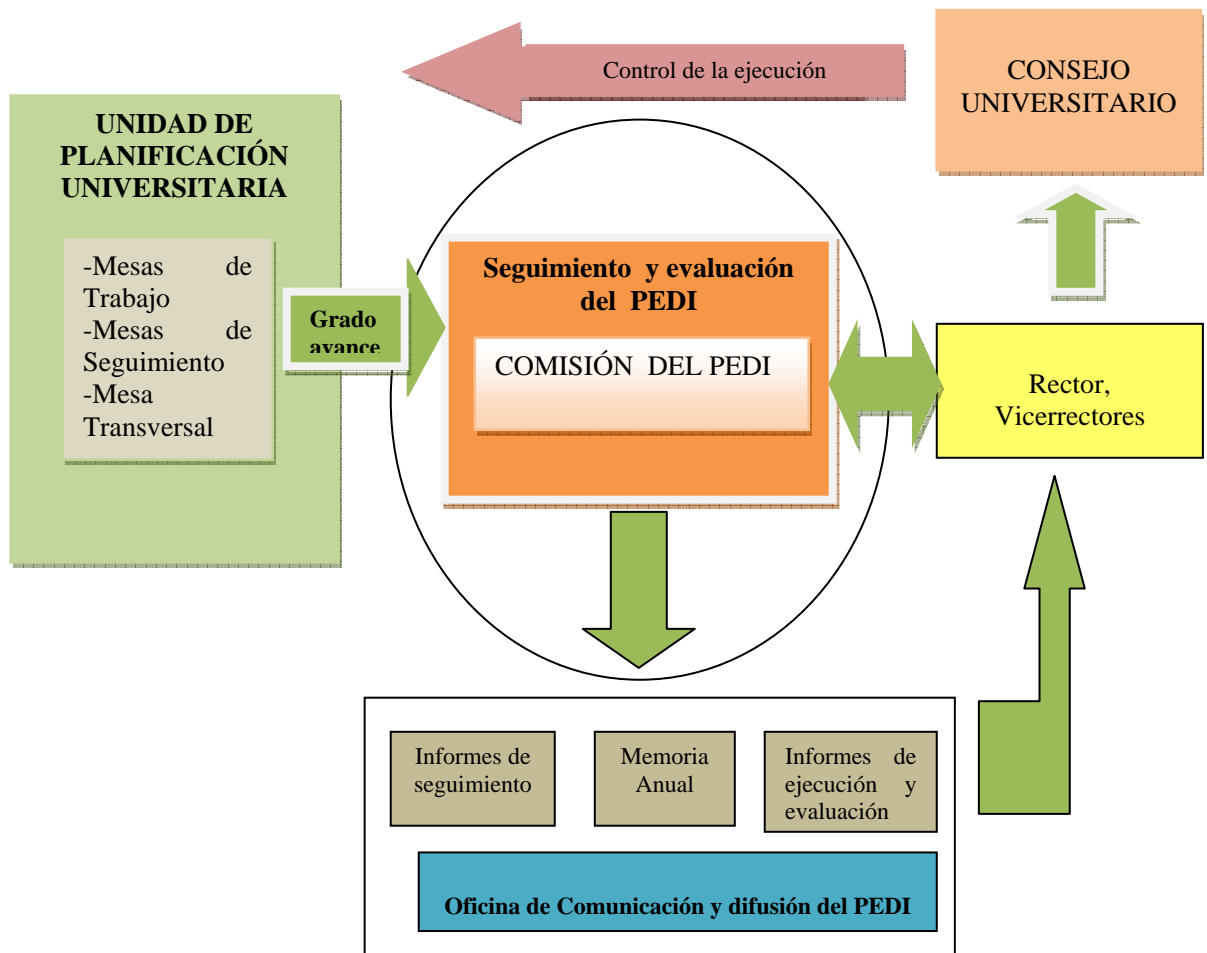 Control de la ejecución
CONSEJO
UNIVERSITARIO
UNIDAD DE
PLANIFICACIÓN
UNIVERSITARIA
-Mesas de
Trabajo
-Mesas de
Seguimiento
-Mesa
Transversal
Grado
avance
Seguimiento y evaluación
del PEDI
COMISIÓN DEL PEDI
Rector,
Vicerrectores
Informes de
seguimiento
Memoria
Anual
Informes de
ejecución y
evaluación
Oficina de Comunicación y difusión del PEDI